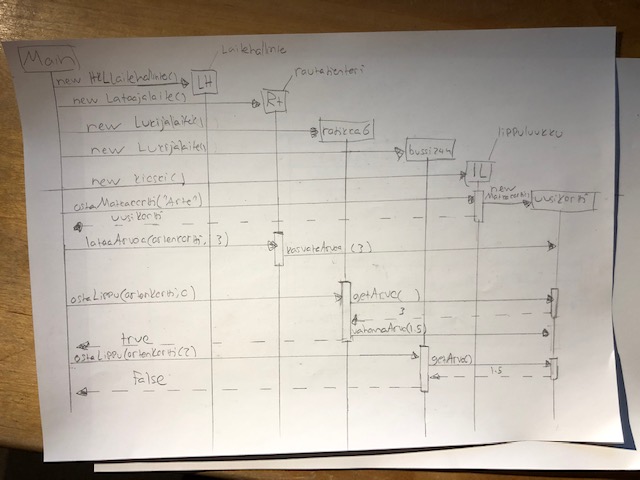 Main
Laitehallinto
new HKLLaitehallinto()
LH
rautatientori
new Lataajalaite()
Rt
new Lukijalaite()
ratikka6
new Lukijalaite()
bussi244
lippuluukku
new kioski()
lL
ostaMatkakortti("Arto")
new Matkakortti
uusikortti
uusikortti
lataaArvoa(artonkortti, 3)
kasvataArvoa (3)
ostaLippu(artonkortti, 0)
getArvo( )
3
vahennaArvo(1.5)
true
ostaLippu(artonkortti(2)
getArvo()
1.5
False